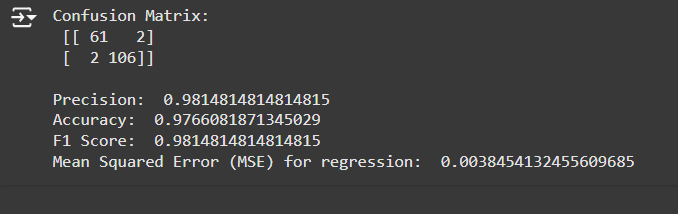 Confusion Matrix:
[[ 61   2]
[  2 106]]
Precision:  0.9814814814814815
Accuracy:  0.9766081871345029
F1 Score:  0.9814814814814815
Mean Squared Error (MSE) for regression:  0.0038454132455609685